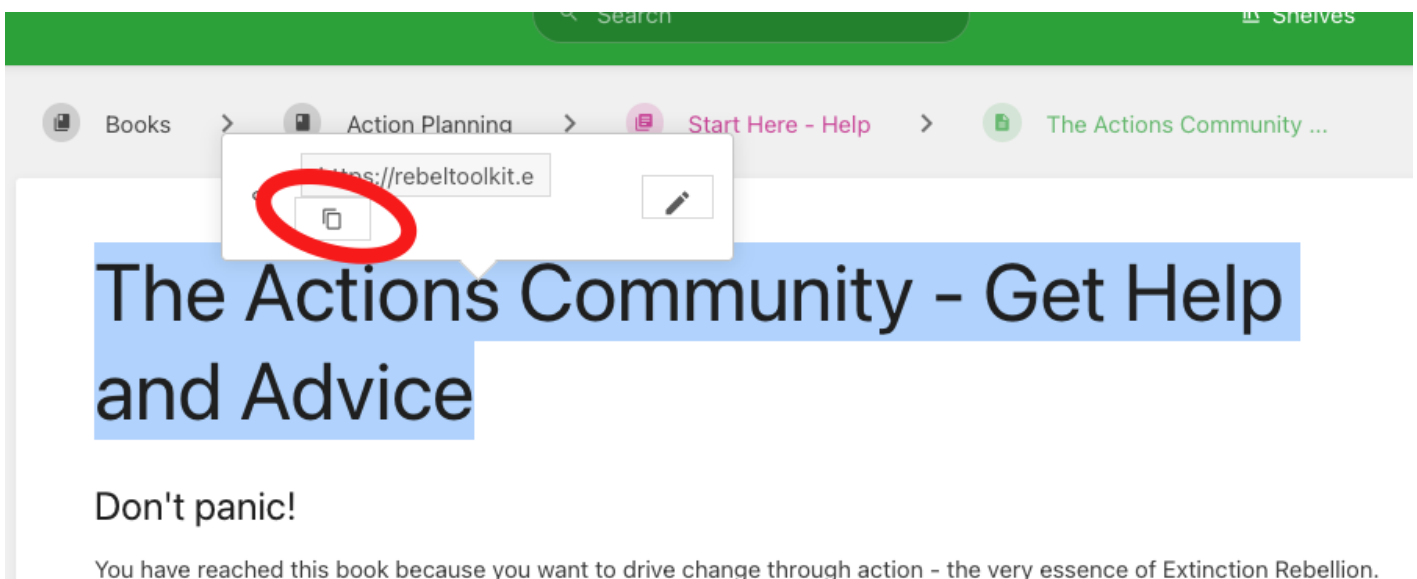 Search
Shelves
Books > Action Planning > Start Here - Help > The Actions Community ...
https://rebeltoolkit.e
The Actions Community - Get Help
and Advice
Don't panic!
You have reached this book because you want to drive change through action - the very essence of Extinction Rebellion.